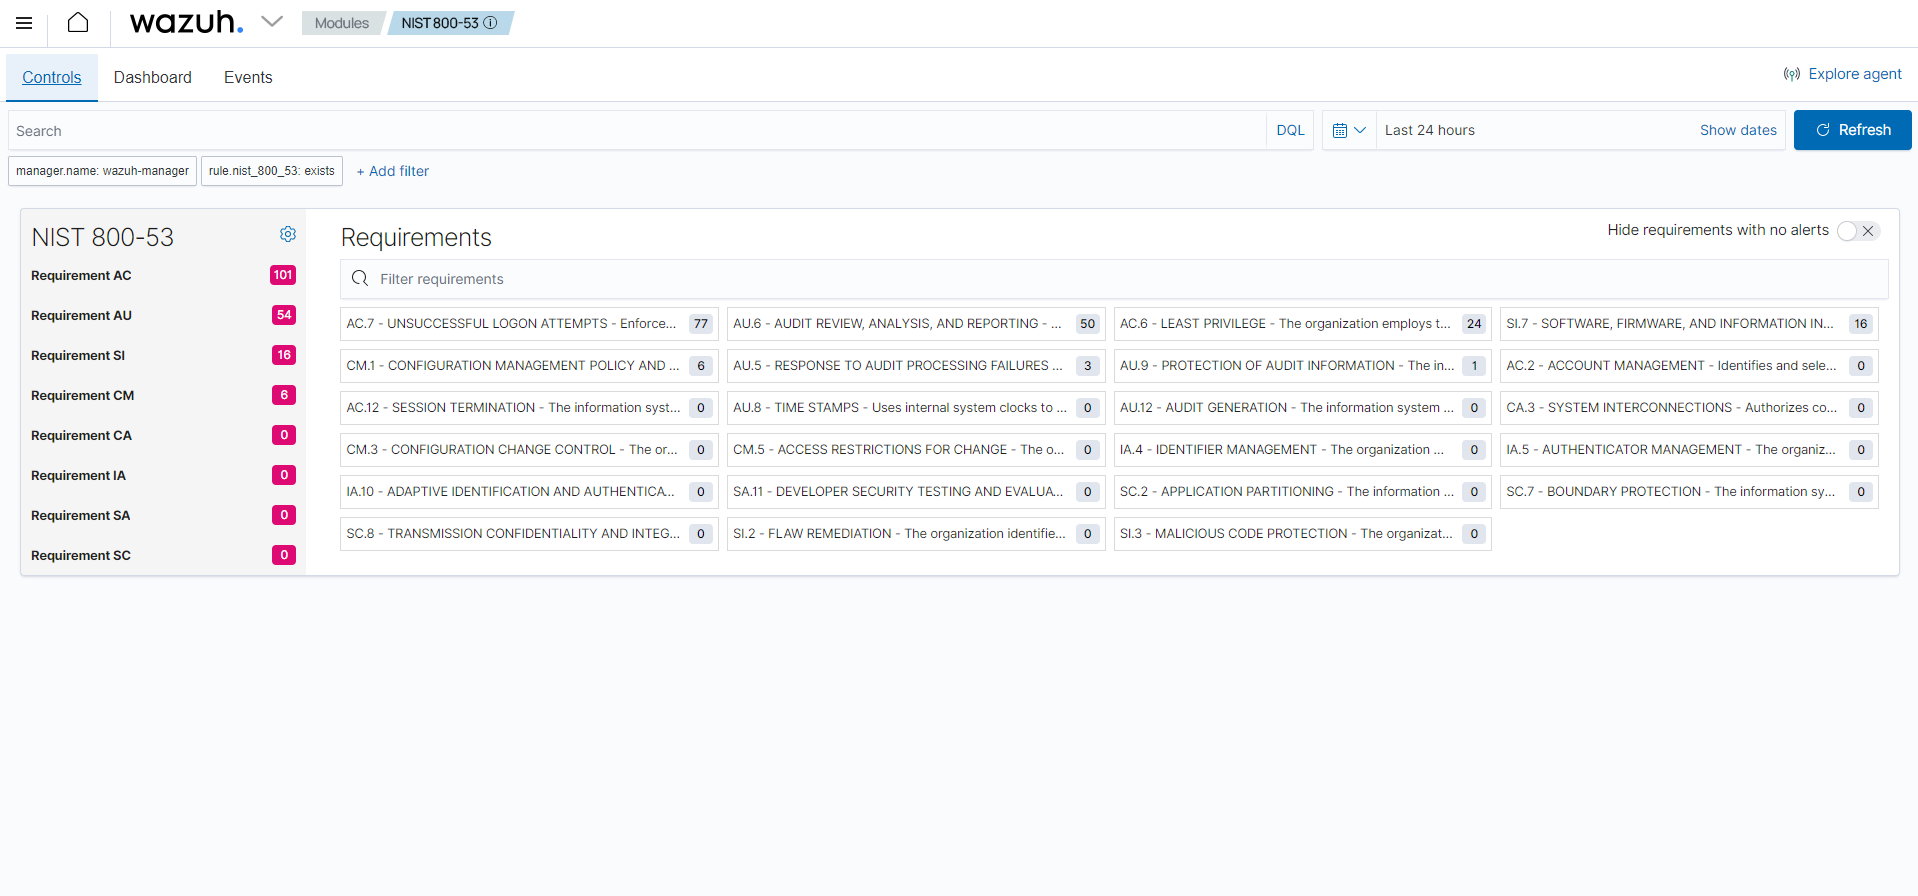 wazuh.
Modules
NIST 800-53
Controls
Dashboard
Events
Explore agent
Search
DQL
Last 24 hours
Show dates
Refresh
manager.name: wazuh-manager
rule.nist_800_53: exists
+ Add filter
NIST 800-53
Requirement AC 101
Requirement AU 54
Requirement SI 16
Requirement CM 6
Requirement CA 0
Requirement IA 0
Requirement SA 0
Requirement SC 0
Requirements
Hide requirements with no alerts
Filter requirements
AC.7 - UNSUCCESSFUL LOGON ATTEMPTS - Enforce... 77
AU.6 - AUDIT REVIEW, ANALYSIS, AND REPORTING - ... 50
AC.6 - LEAST PRIVILEGE - The organization employs t... 24
SI.7 - SOFTWARE, FIRMWARE, AND INFORMATION IN... 16
CM.1 - CONFIGURATION MANAGEMENT POLICY AND ... 6
AU.5 - RESPONSE TO AUDIT PROCESSING FAILURES ... 3
AU.9 - PROTECTION OF AUDIT INFORMATION - The in... 1
AC.2 - ACCOUNT MANAGEMENT - Identifies and sele... 0
AC.12 - SESSION TERMINATION - The information syst... 0
AU.8 - TIME STAMPS - Uses internal system clocks to ... 0
AU.12 - AUDIT GENERATION - The information system ... 0
CA.3 - SYSTEM INTERCONNECTIONS - Authorizes co... 0
CM.3 - CONFIGURATION CHANGE CONTROL - The or... 0
CM.5 - ACCESS RESTRICTIONS FOR CHANGE - The o... 0
IA.4 - IDENTIFIER MANAGEMENT - The organization ... 0
IA.5 - AUTHENTICATOR MANAGEMENT - The organiz... 0
IA.10 - ADAPTIVE IDENTIFICATION AND AUTHENTICA... 0
SA.11 - DEVELOPER SECURITY TESTING AND EVALUA... 0
SC.2 - APPLICATION PARTITIONING - The information ... 0
SC.7 - BOUNDARY PROTECTION - The information sy... 0
SC.8 - TRANSMISSION CONFIDENTIALITY AND INTEG... 0
SI.2 - FLAW REMEDIATION - The organization identifie... 0
SI.3 - MALICIOUS CODE PROTECTION - The organizat... 0